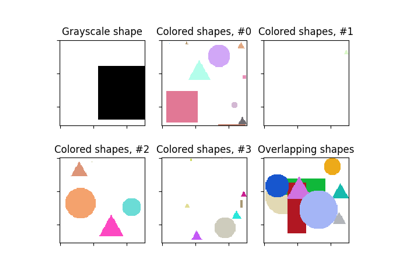 Grayscale shape
Colored shapes, #0
Colored shapes, #1
Colored shapes, #2
Colored shapes, #3
Overlapping shapes